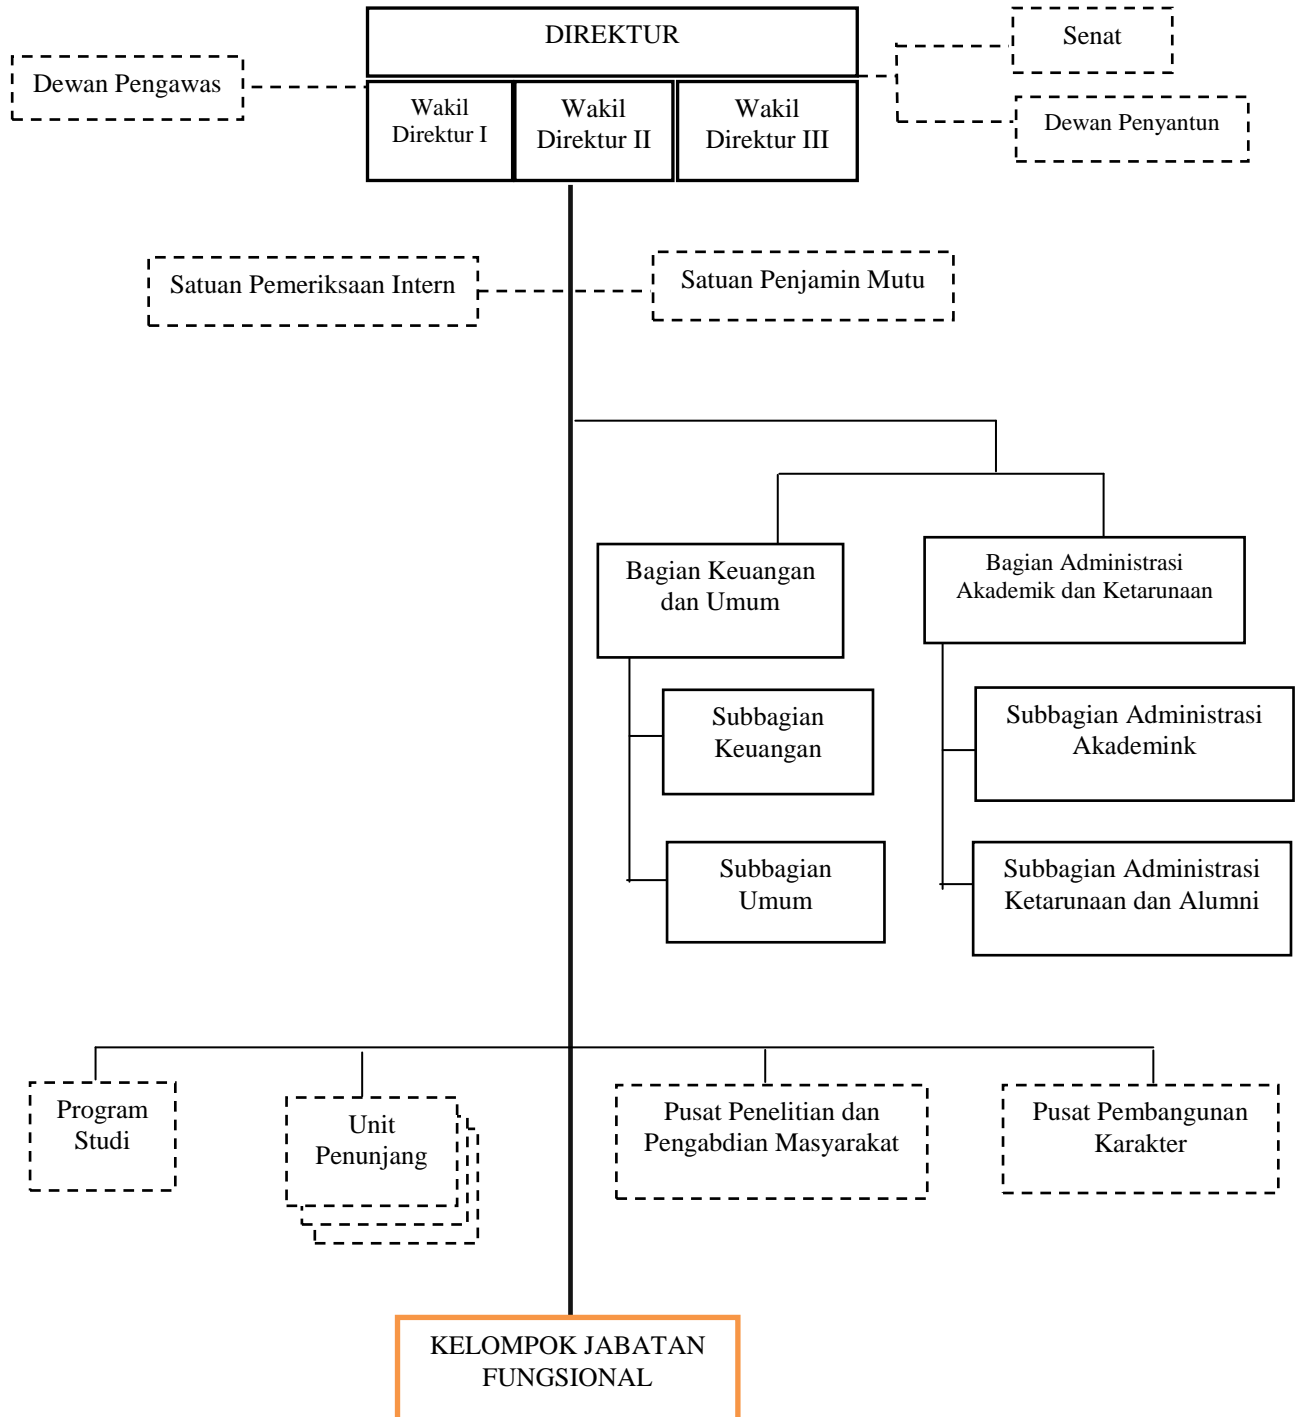 DIREKTUR
Senat
Dewan Pengawas
Wakil
Direktur I
Wakil
Direktur II
Wakil
Direktur III
Dewan Penyantun
Satuan Pemeriksaan Intern
Satuan Penjamin Mutu
Bagian Keuangan
dan Umum
Bagian Administrasi
Akademik dan Ketarunaan
Subbagian
Keuangan
Subbagian Administrasi
Akademink
Subbagian
Umum
Subbagian Administrasi
Ketarunaan dan Alumni
Program
Studi
Unit
Penunjang
Pusat Penelitian dan
Pengabdian Masyarakat
Pusat Pembangunan
Karakter
KELOMPOK JABATAN
FUNGSIONAL